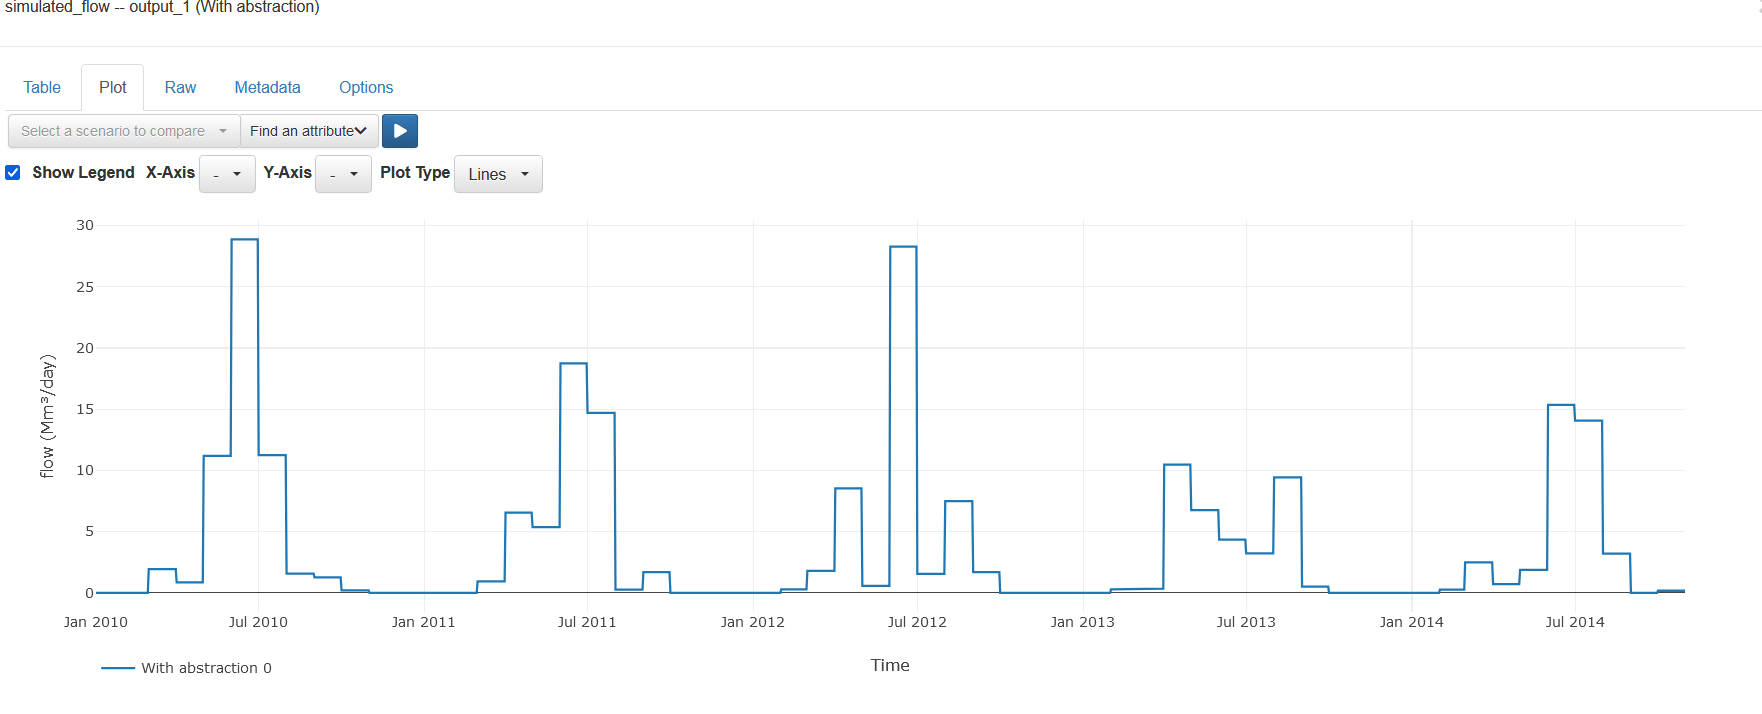 simulated_flow -- output_1 (With abstraction)
Table Plot Raw Metadata Options
Select a scenario to compare Find an attribute
Show Legend X-Axis - Y-Axis - Plot Type Lines
30
25
20
15
10
5
0
flow (Mm³/day)
Jan 2010 Jul 2010 Jan 2011 Jul 2011 Jan 2012 Jul 2012 Jan 2013 Jul 2013 Jan 2014 Jul 2014
Time
With abstraction 0